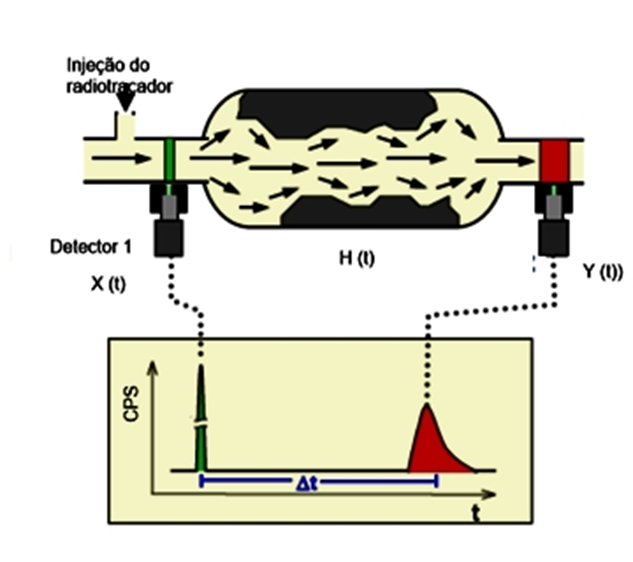 Injeção do
radiotraçador
Detector 1
X (t)
H (t)
Y (t))
CPS
Δt
t